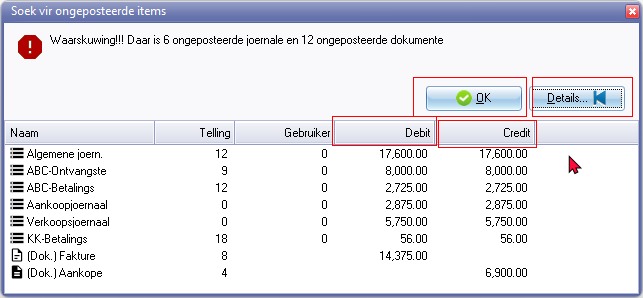 Soek vir ongeposteerde items
Waarskuwing!!! Daar is 6 ongeposteerde joernale en 12 ongeposteerde dokumente
OK Details...
Naam Telling Gebruiker Debit Credit
Algemene joern. 12 0 17,600.00 17,600.00
ABC-Ontvangste 9 0 8,000.00 8,000.00
ABC-Betalings 12 0 2,725.00 2,725.00
Aankoopjoernaal 0 0 2,875.00 2,875.00
Verkoopsjoernaal 0 0 5,750.00 5,750.00
KK-Betalings 18 0 56.00 56.00
(Dok.) Fakture 8 14,375.00
(Dok.) Aankope 4 6,900.00